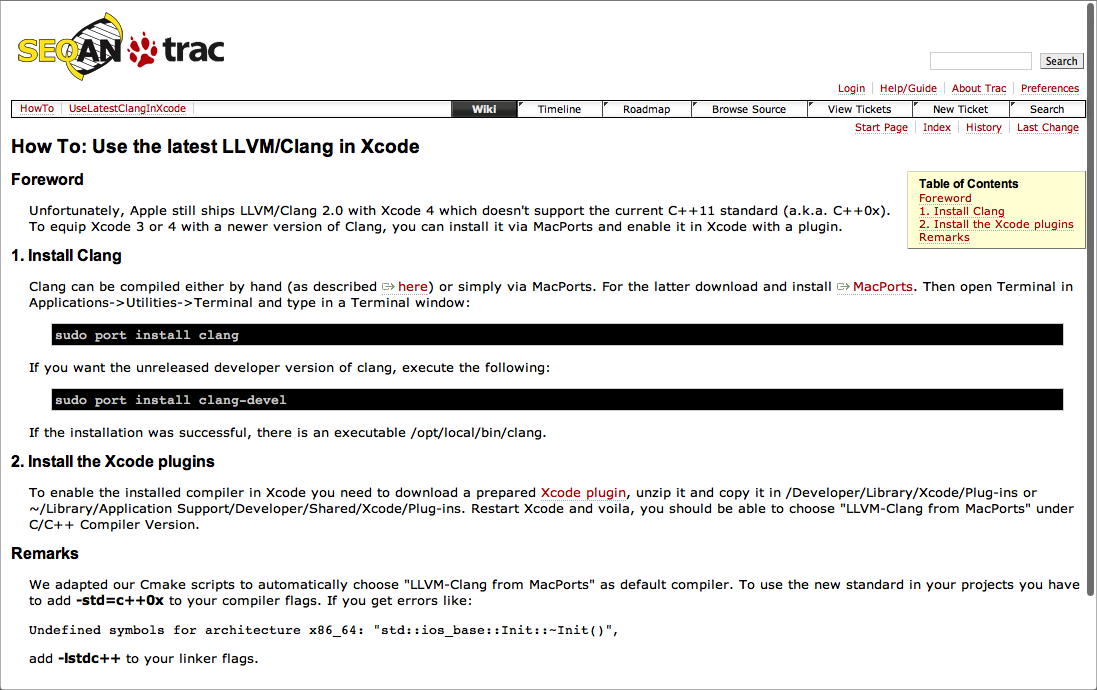 SEQAN trac
Search
Login Help/Guide About Trac Preferences
HowTo UseLatestClangInXcode Wiki Timeline Roadmap Browse Source View Tickets New Ticket Search
Start Page Index History Last Change
How To: Use the latest LLVM/Clang in Xcode
Foreword
Table of Contents
Foreword
1. Install Clang
2. Install the Xcode plugins
Remarks
Unfortunately, Apple still ships LLVM/Clang 2.0 with Xcode 4 which doesn't support the current C++11 standard (a.k.a. C++0x).
To equip Xcode 3 or 4 with a newer version of Clang, you can install it via MacPorts and enable it in Xcode with a plugin.
1. Install Clang
Clang can be compiled either by hand (as described here) or simply via MacPorts. For the latter download and install MacPorts. Then open Terminal in
Applications->Utilities->Terminal and type in a Terminal window:
sudo port install clang
If you want the unreleased developer version of clang, execute the following:
sudo port install clang-devel
If the installation was successful, there is an executable /opt/local/bin/clang.
2. Install the Xcode plugins
To enable the installed compiler in Xcode you need to download a prepared Xcode plugin, unzip it and copy it in /Developer/Library/Xcode/Plug-ins or
~/Library/Application Support/Developer/Shared/Xcode/Plug-ins. Restart Xcode and voila, you should be able to choose "LLVM-Clang from MacPorts" under
C/C++ Compiler Version.
Remarks
We adapted our Cmake scripts to automatically choose "LLVM-Clang from MacPorts" as default compiler. To use the new standard in your projects you have
to add -std=c++0x to your compiler flags. If you get errors like:
Undefined symbols for architecture x86_64: "std::ios_base::Init::~Init()",
add -lstdc++ to your linker flags.